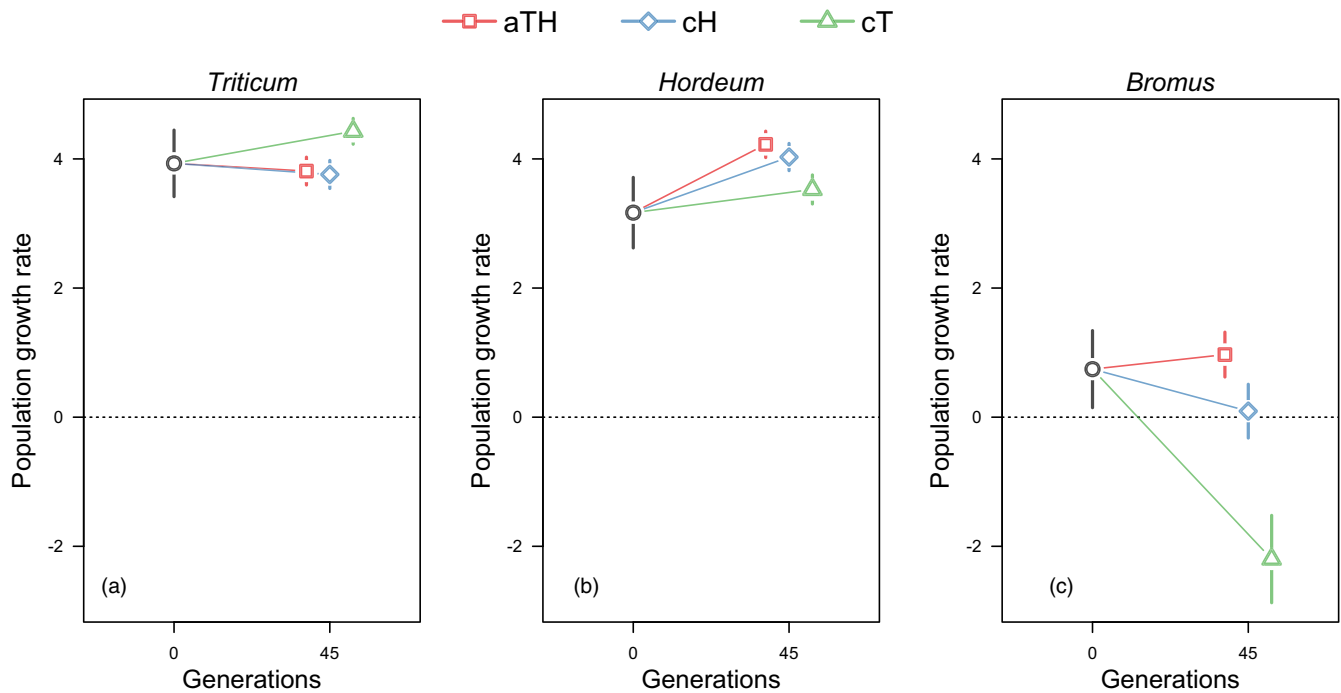 aTH cH cT
Triticum Hordeum Bromus
Population growth rate
4
2
0
-2
(a)
0 45
Generations
Population growth rate
4
2
0
-2
(b)
0 45
Generations
Population growth rate
4
2
0
-2
(c)
0 45
Generations